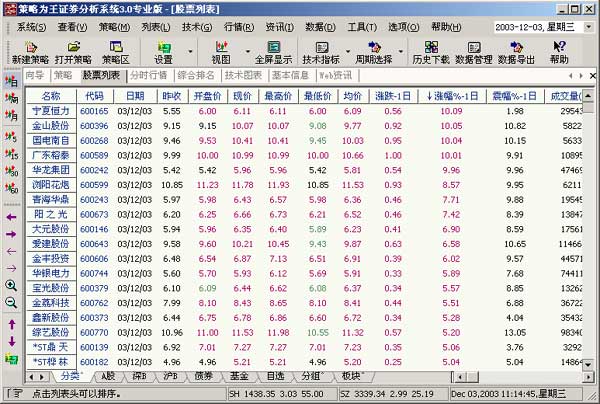 策略为王证券分析系统3.0专业版 - [股票列表]
系统(S) 查看(V) 策略(M) 列表(L) 技术(G) 行情(R) 资讯(I) 数据(D) 工具(T) 选项(O) 帮助(H) 2003-12-03,星期三
新建策略 打开策略 策略区 设置 视图 全屏显示 技术指标 周期选择 历史下载 数据管理 数据导出 帮助
向导 策略 股票列表 分时行情 综合排名 技术图表 基本信息 Web资讯
名称 代码 日期 昨收 开盘价 现价 最高价 最低价 均价 涨跌-1日 ↓涨幅%-1日 震幅%-1日 成交量(
宁夏恒力 600165 03/12/03 5.55 6.00 6.11 6.11 6.00 6.09 0.56 10.09 1.98 29543
金山股份 600396 03/12/03 9.15 9.15 10.07 10.07 9.08 9.77 0.92 10.05 10.82 5822
国电南自 600268 03/12/03 9.46 9.53 10.41 10.41 9.45 10.03 0.95 10.04 10.15 5633
广东榕泰 600589 03/12/03 9.99 10.00 10.99 10.99 10.00 10.66 1.00 10.01 9.91 10895
华龙集团 600242 03/12/03 5.42 5.42 5.96 5.96 5.42 5.81 0.54 9.96 9.96 47469
浏阳花炮 600599 03/12/03 10.85 11.23 11.78 11.93 10.85 11.53 0.93 8.57 9.95 6211
青海华鼎 600243 03/12/03 5.97 5.98 6.43 6.57 5.98 6.36 0.46 7.71 9.88 19545
阳之光 600673 03/12/03 6.20 6.25 6.66 6.73 6.21 6.52 0.46 7.42 8.39 13847
大元股份 600146 03/12/03 5.94 5.96 6.35 6.40 5.89 6.23 0.41 6.90 8.59 17561
爱建股份 600643 03/12/03 9.58 9.60 10.21 10.45 9.43 9.87 0.63 6.58 10.65 11466
金丰投资 600606 03/12/03 6.48 6.54 6.87 7.13 6.51 6.91 0.39 6.02 9.57 44571
华银电力 600744 03/12/03 5.60 5.70 5.93 6.12 5.69 5.91 0.33 5.89 7.68 74411
宝光股份 600379 03/12/03 6.10 6.09 6.44 6.62 6.08 6.37 0.34 5.57 8.85 13262
金荔科技 600762 03/12/03 7.99 8.10 8.43 8.65 8.10 8.41 0.44 5.51 6.88 36722
鑫新股份 600373 03/12/03 6.44 6.75 6.78 6.86 6.60 6.72 0.34 5.28 4.04 35432
综艺股份 600770 03/12/03 10.96 11.00 11.53 11.98 10.55 11.32 0.57 5.20 13.05 98340
*ST鼎天 600139 03/12/03 6.92 7.01 7.27 7.27 7.01 7.23 0.35 5.06 3.76 3292
*ST桦林 600182 03/12/03 4.96 4.96 5.21 5.21 4.96 5.20 0.25 5.04 5.04 14864
分类^ A股 深B 沪B 债券 基金 自选 分组^ 板块^
点击列表头可以排序。 SH 1438.35 3.03 55.00 SZ 3339.34 2.99 25.19 Dec 03,2003 11:14:45,星期三